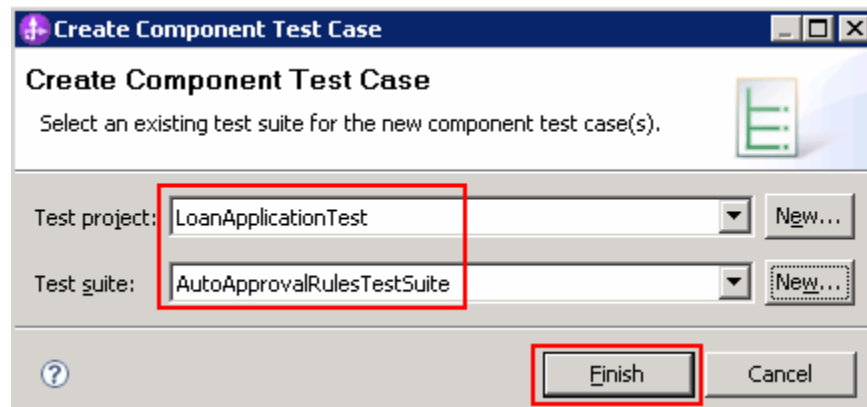 Create Component Test Case
Create Component Test Case
Select an existing test suite for the new component test case(s).
Test project: LoanApplicationTest New...
Test suite: AutoApprovalRulesTestSuite New...
? Finish Cancel